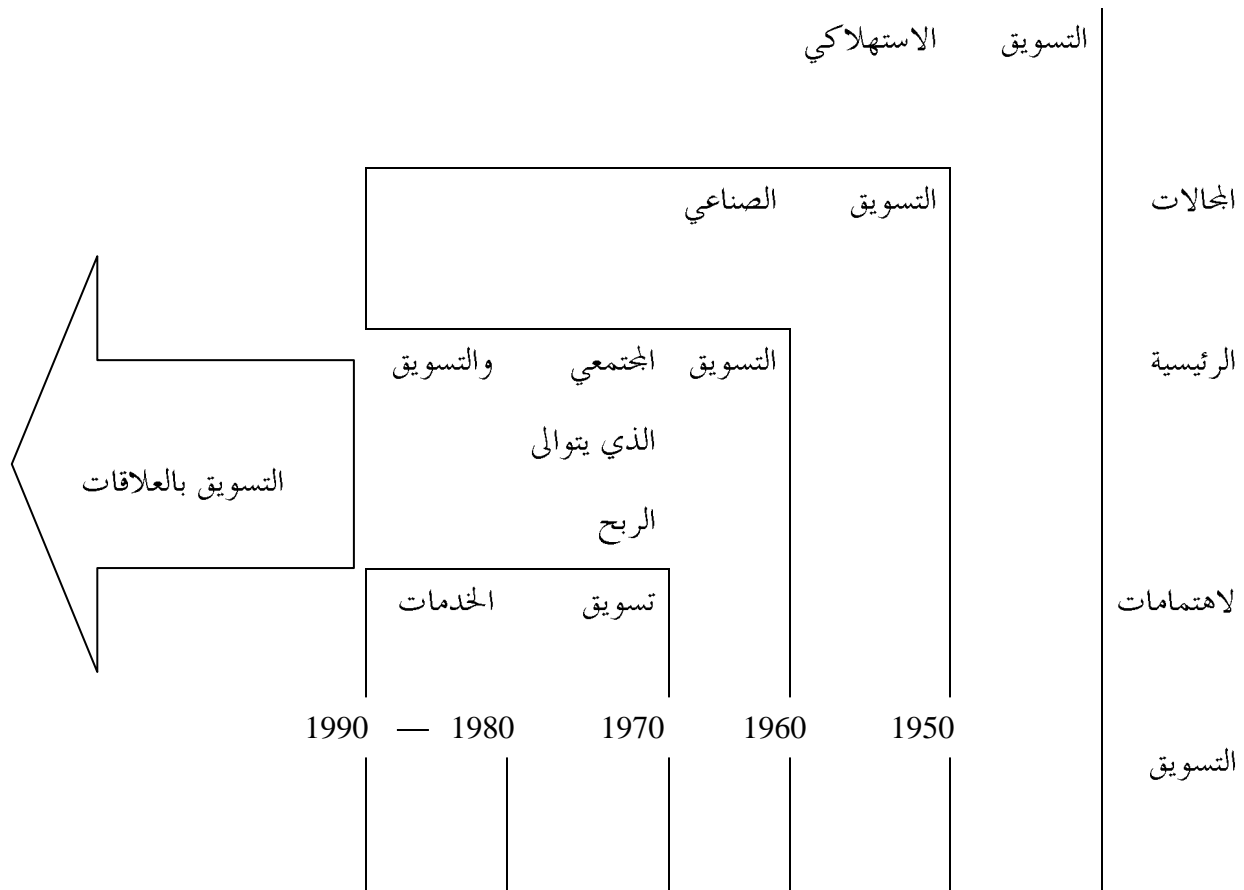 التسويق الاستهلاكي
المجالات
التسويق الصناعي
الرئيسية
التسويق المجتمعي والتسويق
الذي يتوالى
الربح
التسويق بالعلاقات
لاهتمامات
تسويق الخدمات
1950 1960 1970 1980 — 1990
التسويق